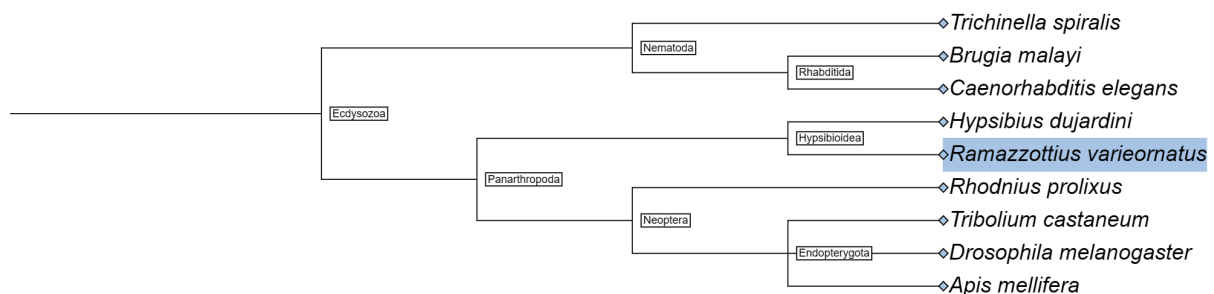 Trichinella spiralis
Nematoda
Brugia malayi
Rhabditida
Caenorhabditis elegans
Ecdysozoa
Hypsibius dujardini
Hypsibioidea
Ramazzottius varieornatus
Panarthropoda
Rhodnius prolixus
Neoptera
Tribolium castaneum
Endopterygota
Drosophila melanogaster
Apis mellifera